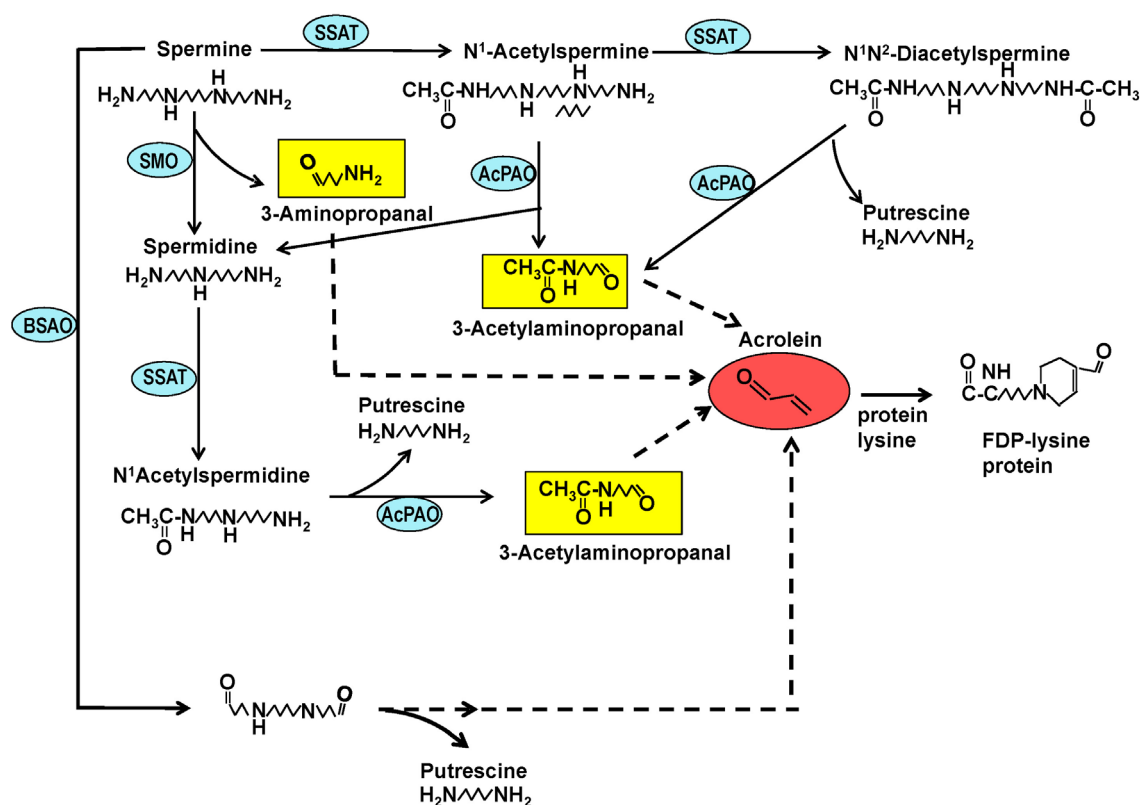 Spermine
SSAT
N¹-Acetylspermine
SSAT
N¹N²-Diacetylspermine
H₂N NH N NH₂
H
H
CH₃C-NH N N NH₂
O H
H
CH₃C-NH N N NH-C-CH₃
O H
H
O
SMO
O NH₂
3-Aminopropanal
AcPAO
AcPAO
Putrescine
H₂N NH₂
Spermidine
H₂N N NH₂
H
CH₃C-N O
O H
3-Acetylaminopropanal
BSAO
SSAT
Acrolein
O
protein
lysine
O NH
C-C N O
FDP-lysine
protein
Putrescine
H₂N NH₂
N¹Acetylspermidine
CH₃C-N N NH₂
O H H
AcPAO
CH₃C-N O
O H
3-Acetylaminopropanal
O N N O
H
Putrescine
H₂N NH₂